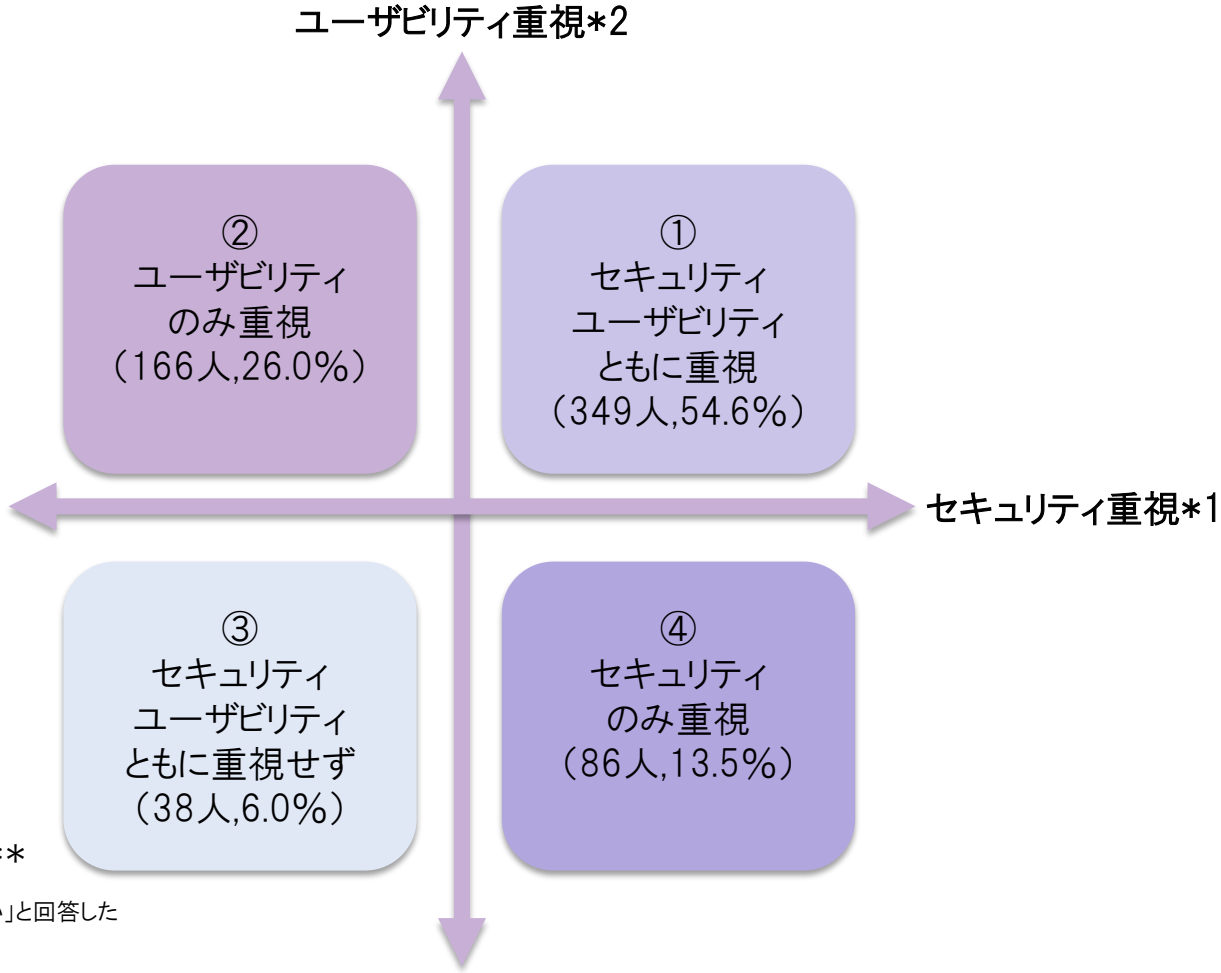 ユーザビリティ重視*2
②
ユーザビリティ
のみ重視
(166人,26.0%)
①
セキュリティ
ユーザビリティ
ともに重視
(349人,54.6%)
セキュリティ重視*1
③
セキュリティ
ユーザビリティ
ともに重視せず
(38人,6.0%)
④
セキュリティ
のみ重視
(86人,13.5%)
**
」と回答した